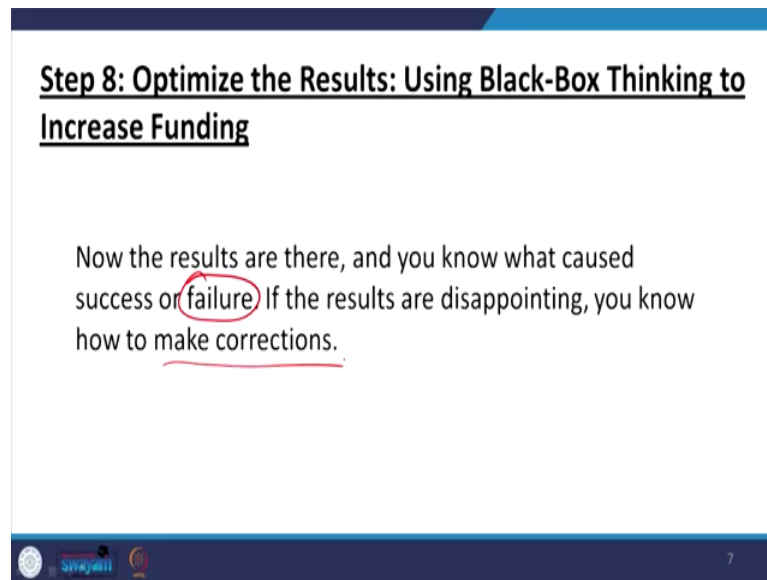 Step 8: Optimize the Results: Using Black-Box Thinking to
Increase Funding
Now the results are there, and you know what caused
success or failure. If the results are disappointing, you know
how to make corrections.
swayam
7